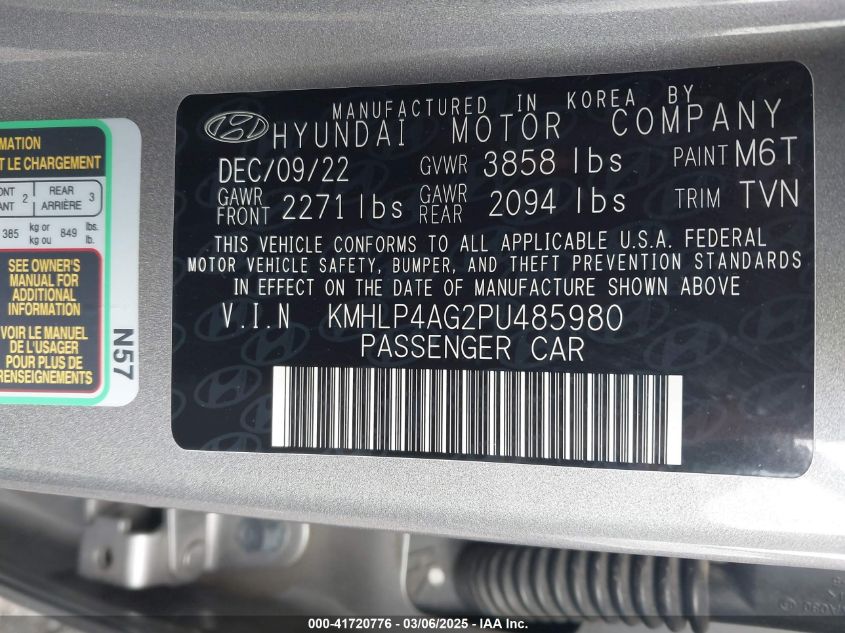 MANUFACTURED IN KOREA BY
HYUNDAI MOTOR COMPANY
DEC/09/22 GVWR 3858 lbs PAINT M6T
GAWR FRONT 2271 lbs GAWR REAR 2094 lbs TRIM TVN
THIS VEHICLE CONFORMS TO ALL APPLICABLE U.S.A. FEDERAL
MOTOR VEHICLE SAFETY, BUMPER, AND THEFT PREVENTION STANDARDS
IN EFFECT ON THE DATE OF MANUFACTURE SHOWN ABOVE
V.I.N KMHLP4AG2PU485980
PASSENGER CAR
LE CHARGEMENT
2 REAR 3
ARRIÈRE
385 kg or 849 lbs.
kg ou lb.
SEE OWNER'S
MANUAL FOR
ADDITIONAL
INFORMATION
VOIR LE MANUEL
DE L'USAGER
POUR PLUS DE
RENSEIGNEMENTS
N57
000-41720776 - 03/06/2025 - IAAI.COM